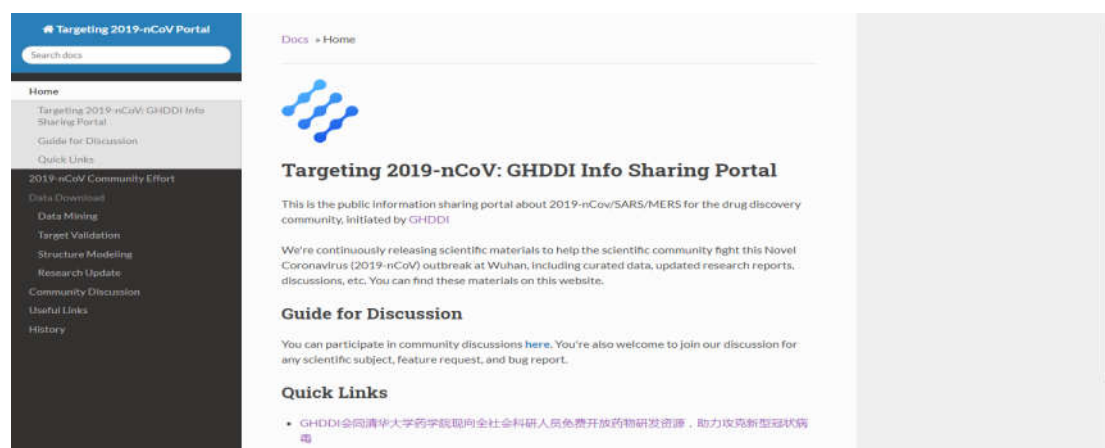 Targeting 2019-nCoV Portal
Search docs
Home
Targeting 2019-nCoV: GHDDI Info
Sharing Portal
Guide for Discussion
Quick Links
2019-nCoV Community Effort
Data Download
Data Mining
Target Validation
Structure Modeling
Research Update
Community Discussion
Useful Links
History
Docs » Home
Targeting 2019-nCoV: GHDDI Info Sharing Portal
This is the public information sharing portal about 2019-nCov/SARS/MERS for the drug discovery
community, initiated by GHDDI
We're continuously releasing scientific materials to help the scientific community fight this Novel
Coronavirus (2019-nCoV) outbreak at Wuhan, including curated data, updated research reports,
discussions, etc. You can find these materials on this website.
Guide for Discussion
You can participate in community discussions here. You're also welcome to join our discussion for
any scientific subject, feature request, and bug report.
Quick Links
• GHDDI会同清华大学药学院现向全社会科研人员免费开放药物研发资源，助力攻克新型冠状病
毒